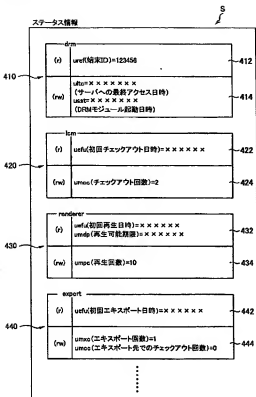 S
ステータス情報
drm
410
(r)
uref(端末ID)=123456
412
(rw)
ults=××××××
(サーバへの最終アクセス日時)
usst=××××××
(DRMモジュール起動日時)
414
lcm
420
(r)
ucfu(初回チェックアウト日時)=××××××
422
(rw)
umcc(チェックアウト回数)=2
424
renderer
430
(r)
uwfu(初回再生日時)=××××××
umdp(再生可能期限)=××××××
432
(rw)
umpc(再生回数)=10
434
export
440
(r)
uefu(初回エキスポート日時)=××××××
442
(rw)
umxc(エキスポート回数)=1
umcc(エキスポート先でのチェックアウト回数)=0
444